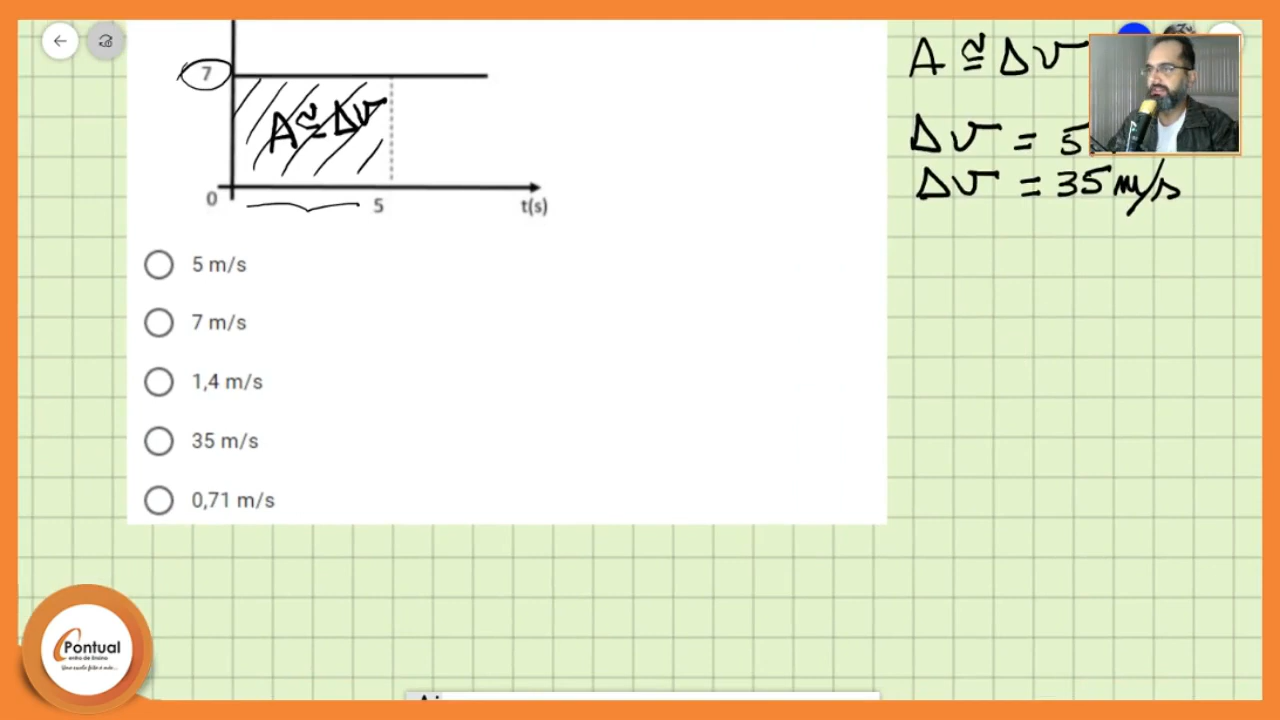 A ≅ Δv
7
A ≅ Δv
Δv = 5
Δv = 35 m/s
0
5
t(s)
5 m/s
7 m/s
1,4 m/s
35 m/s
0,71 m/s
Pontual